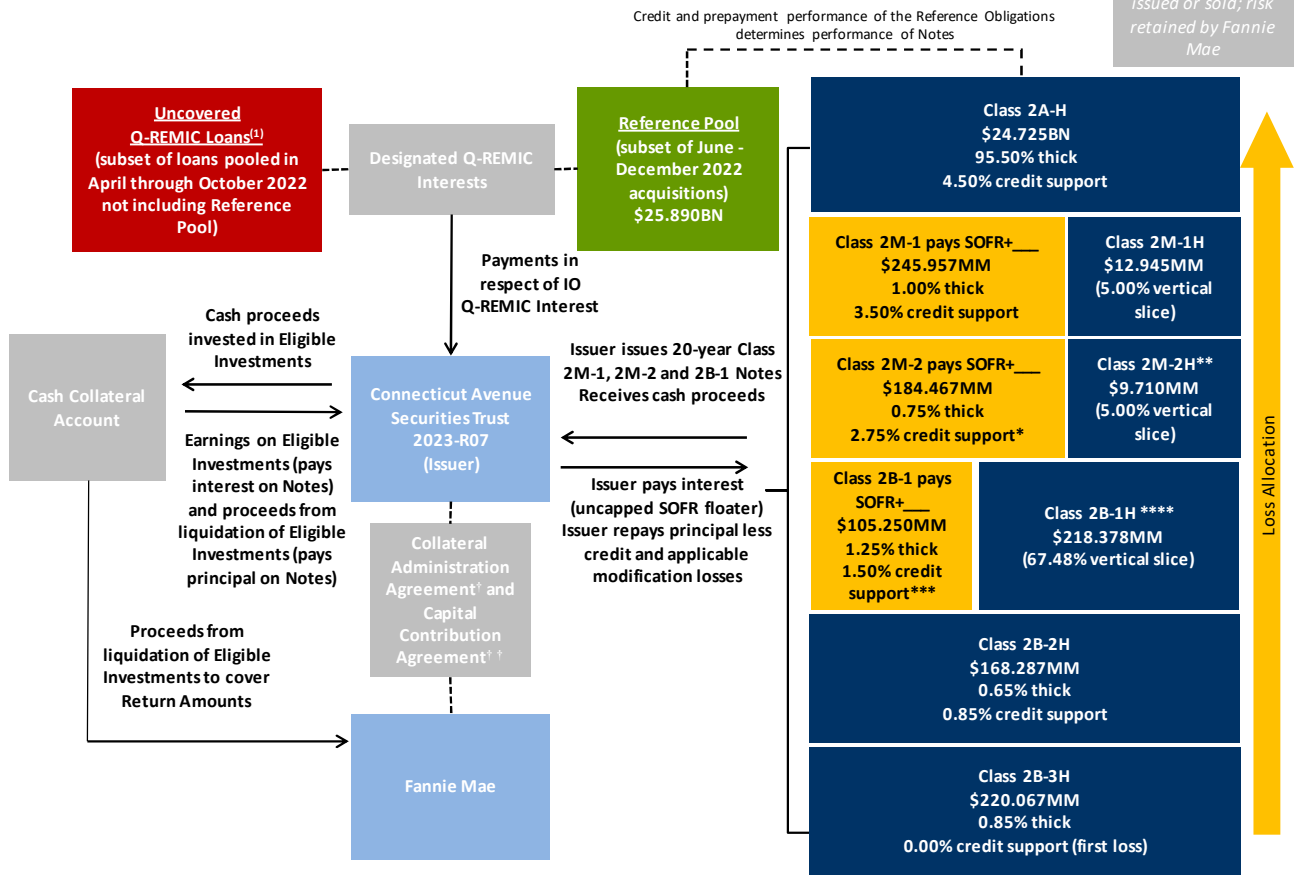 Credit and prepayment performance of the Reference Obligations
determines performance of Notes
issued or sold; risk
retained by Fannie
Mae
Uncovered
Q-REMIC Loans(1)
(subset of loans pooled in
April through October 2022
not including Reference
Pool)
Designated Q-REMIC
Interests
Reference Pool
(subset of June -
December 2022
acquisitions)
$25.890BN
Class 2A-H
$24.725BN
95.50% thick
4.50% credit support
Payments in
respect of IO
Q-REMIC Interest
Class 2M-1 pays SOFR+___
$245.957MM
1.00% thick
3.50% credit support
Class 2M-1H
$12.945MM
(5.00% vertical
slice)
Cash proceeds
invested in Eligible
Investments
Cash Collateral
Account
Connecticut Avenue
Securities Trust
2023-R07
(Issuer)
Issuer issues 20-year Class
2M-1, 2M-2 and 2B-1 Notes
Receives cash proceeds
Class 2M-2 pays SOFR+___
$184.467MM
0.75% thick
2.75% credit support*
Class 2M-2H**
$9.710MM
(5.00% vertical
slice)
Earnings on Eligible
Investments (pays
interest on Notes)
and proceeds from
liquidation of Eligible
Investments (pays
principal on Notes)
Issuer pays interest
(uncapped SOFR floater)
Issuer repays principal less
credit and applicable
modification losses
Class 2B-1 pays
SOFR+___
$105.250MM
1.25% thick
1.50% credit
support***
Class 2B-1H ****
$218.378MM
(67.48% vertical slice)
Collateral
Administration
Agreement† and
Capital
Contribution
Agreement† †
Proceeds from
liquidation of Eligible
Investments to cover
Return Amounts
Fannie Mae
Class 2B-2H
$168.287MM
0.65% thick
0.85% credit support
Class 2B-3H
$220.067MM
0.85% thick
0.00% credit support (first loss)
Loss Allocation